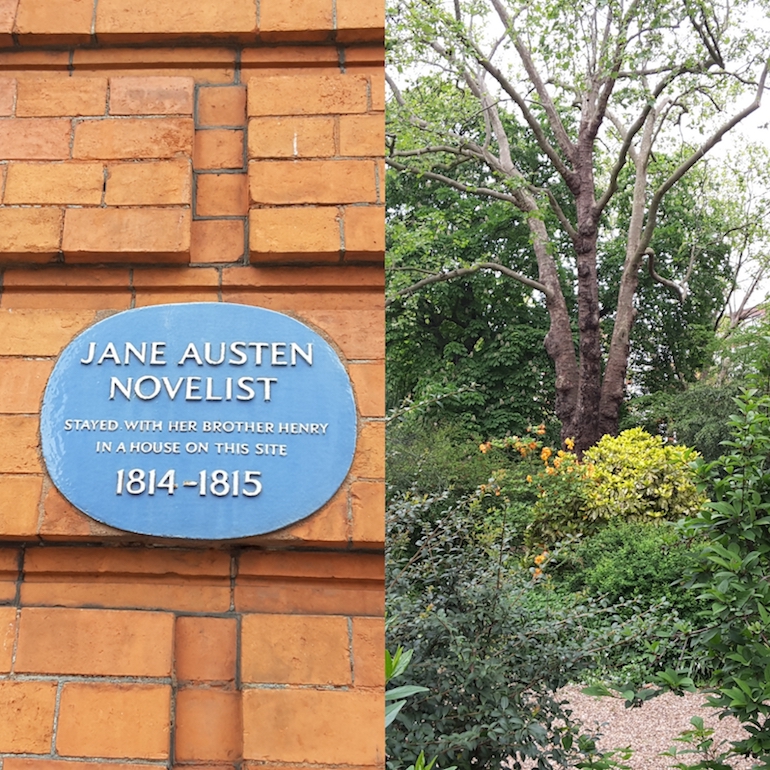 JANE AUSTEN
NOVELIST
STAYED WITH HER BROTHER HENRY
IN A HOUSE ON THIS SITE
1814-1815